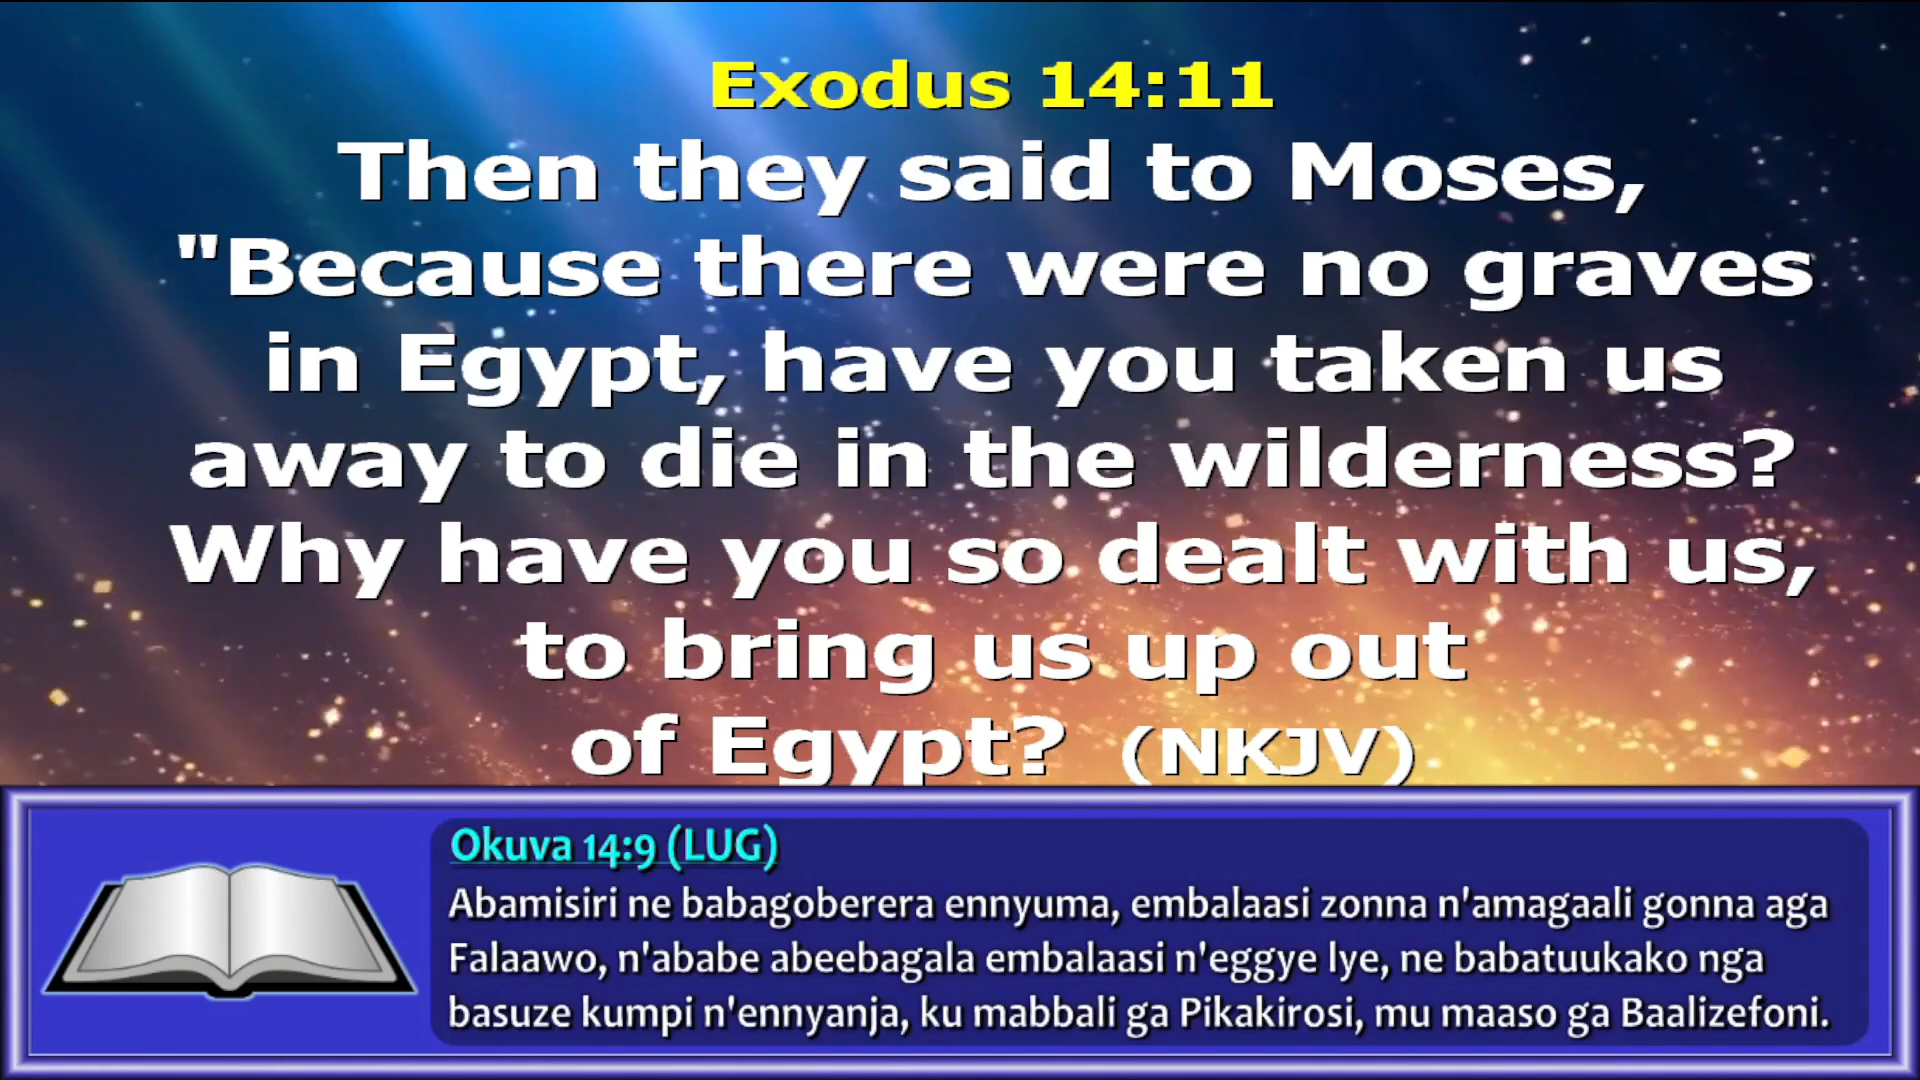 Exodus 14:11
Then they said to Moses,
"Because there were no graves
in Egypt, have you taken us
away to die in the wilderness?
Why have you so dealt with us,
to bring us up out
of Egypt? (NKJV)
Okuva 14:9 (LUG)
Abamisiri ne babagoberera ennyuma, embalaasi zonna n'amagaali gonna aga
Falaawo, n'ababe abeebagala embalaasi n'eggye lye, ne babatuukako nga
basuze kumpi n'ennyanja, ku mabbali ga Pikakirosi, mu maaso ga Baalizefoni.